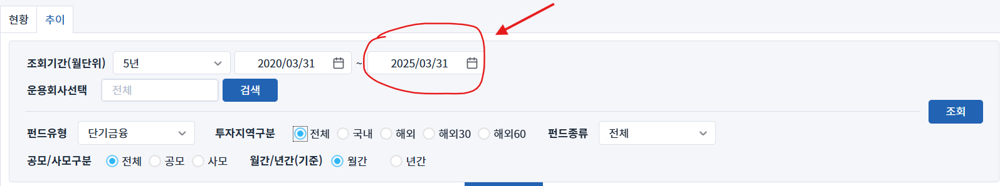 현황 추이
조회기간(월단위) 5년 2020/03/31 ~ 2025/03/31
운용회사선택 전체 검색
조회
펀드유형 단기금융 투자지역구분 전체 국내 해외 해외30 해외60 펀드종류 전체
공모/사모구분 전체 공모 사모 월간/년간(기준) 월간 년간